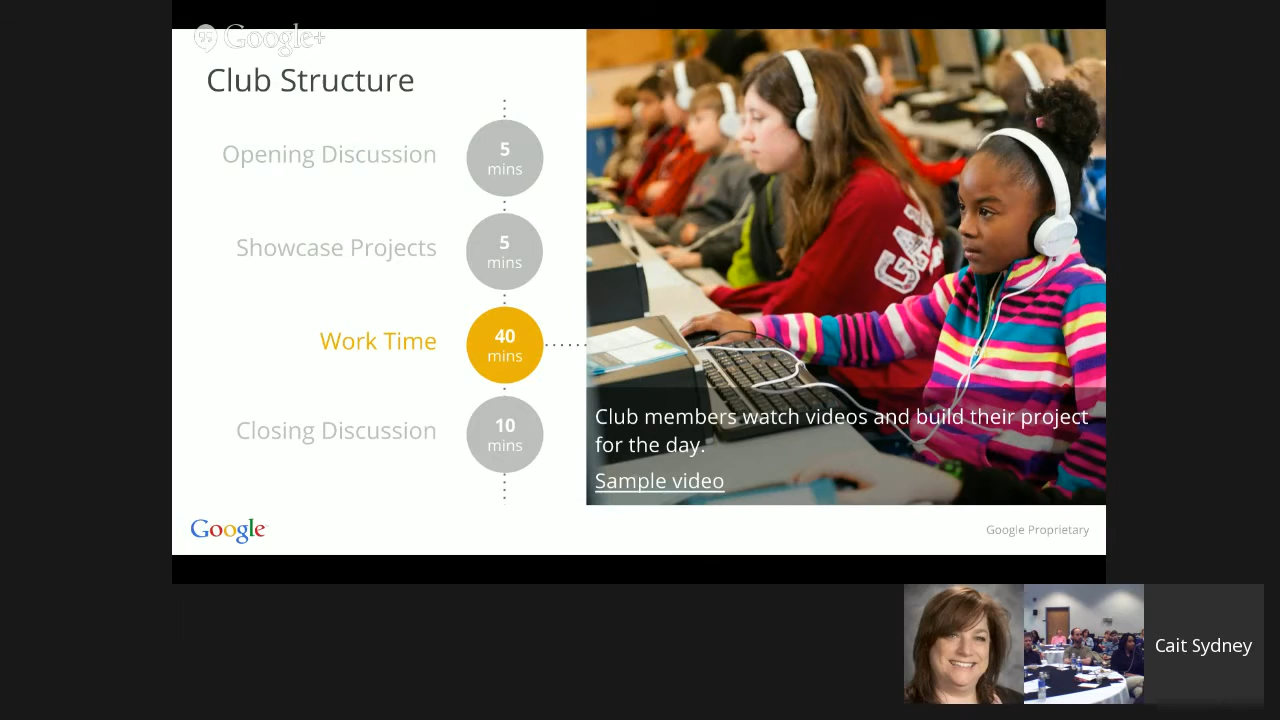 Google+
Club Structure
Opening Discussion
5
mins
Showcase Projects
5
mins
Work Time
40
mins
Closing Discussion
10
mins
Club members watch videos and build their project
for the day.
Sample video
Google
Google Proprietary
Cait Sydney